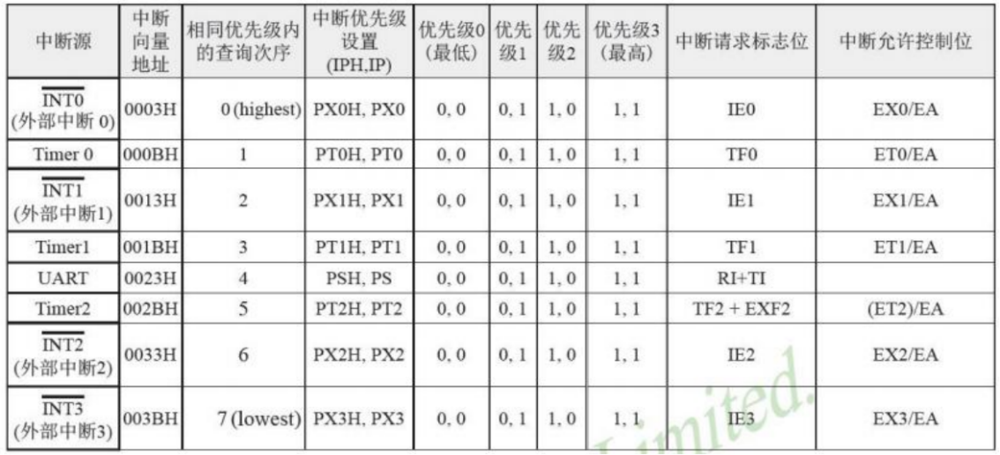 中断源 中断向量地址 相同优先级内的查询次序 中断优先级设置(IPH,IP) 优先级0(最低) 优先级1 优先级2 优先级3(最高) 中断请求标志位 中断允许控制位
INT0(外部中断 0) 0003H 0 (highest) PX0H, PX0 0, 0 0, 1 1, 0 1, 1 IE0 EX0/EA
Timer 0 000BH 1 PT0H, PT0 0, 0 0, 1 1, 0 1, 1 TF0 ET0/EA
INT1(外部中断1) 0013H 2 PX1H, PX1 0, 0 0, 1 1, 0 1, 1 IE1 EX1/EA
Timer1 001BH 3 PT1H, PT1 0, 0 0, 1 1, 0 1, 1 TF1 ET1/EA
UART 0023H 4 PSH, PS 0, 0 0, 1 1, 0 1, 1 RI+TI
Timer2 002BH 5 PT2H, PT2 0, 0 0, 1 1, 0 1, 1 TF2 + EXF2 (ET2)/EA
INT2(外部中断2) 0033H 6 PX2H, PX2 0, 0 0, 1 1, 0 1, 1 IE2 EX2/EA
INT3(外部中断3) 003BH 7 (lowest) PX3H, PX3 0, 0 0, 1 1, 0 1, 1 IE3 EX3/EA
Limited.